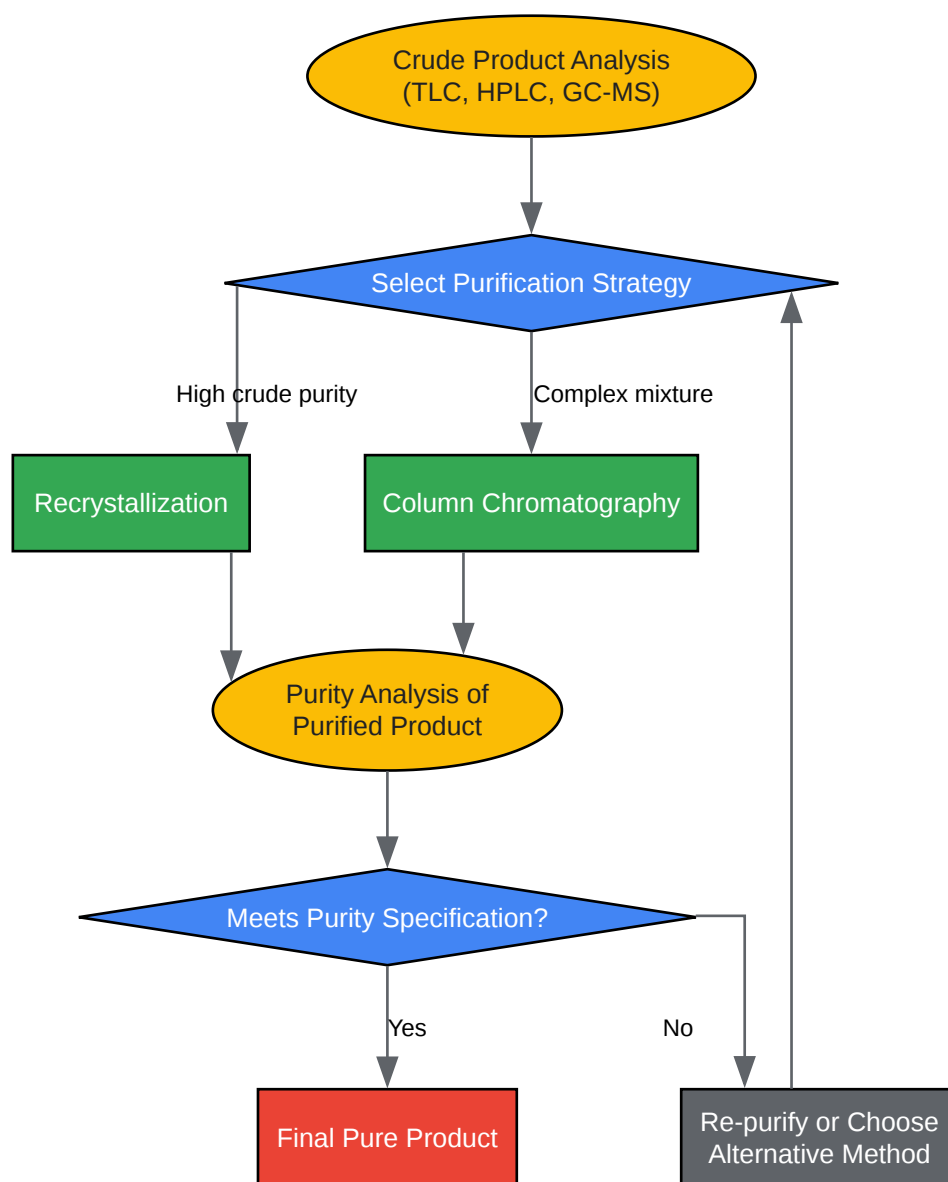 Crude Product Analysis
(TLC, HPLC, GC-MS)
Select Purification Strategy
High crude purity
Complex mixture
Recrystallization
Column Chromatography
Purity Analysis of
Purified Product
Meets Purity Specification?
Yes
No
Final Pure Product
Re-purify or Choose
Alternative Method